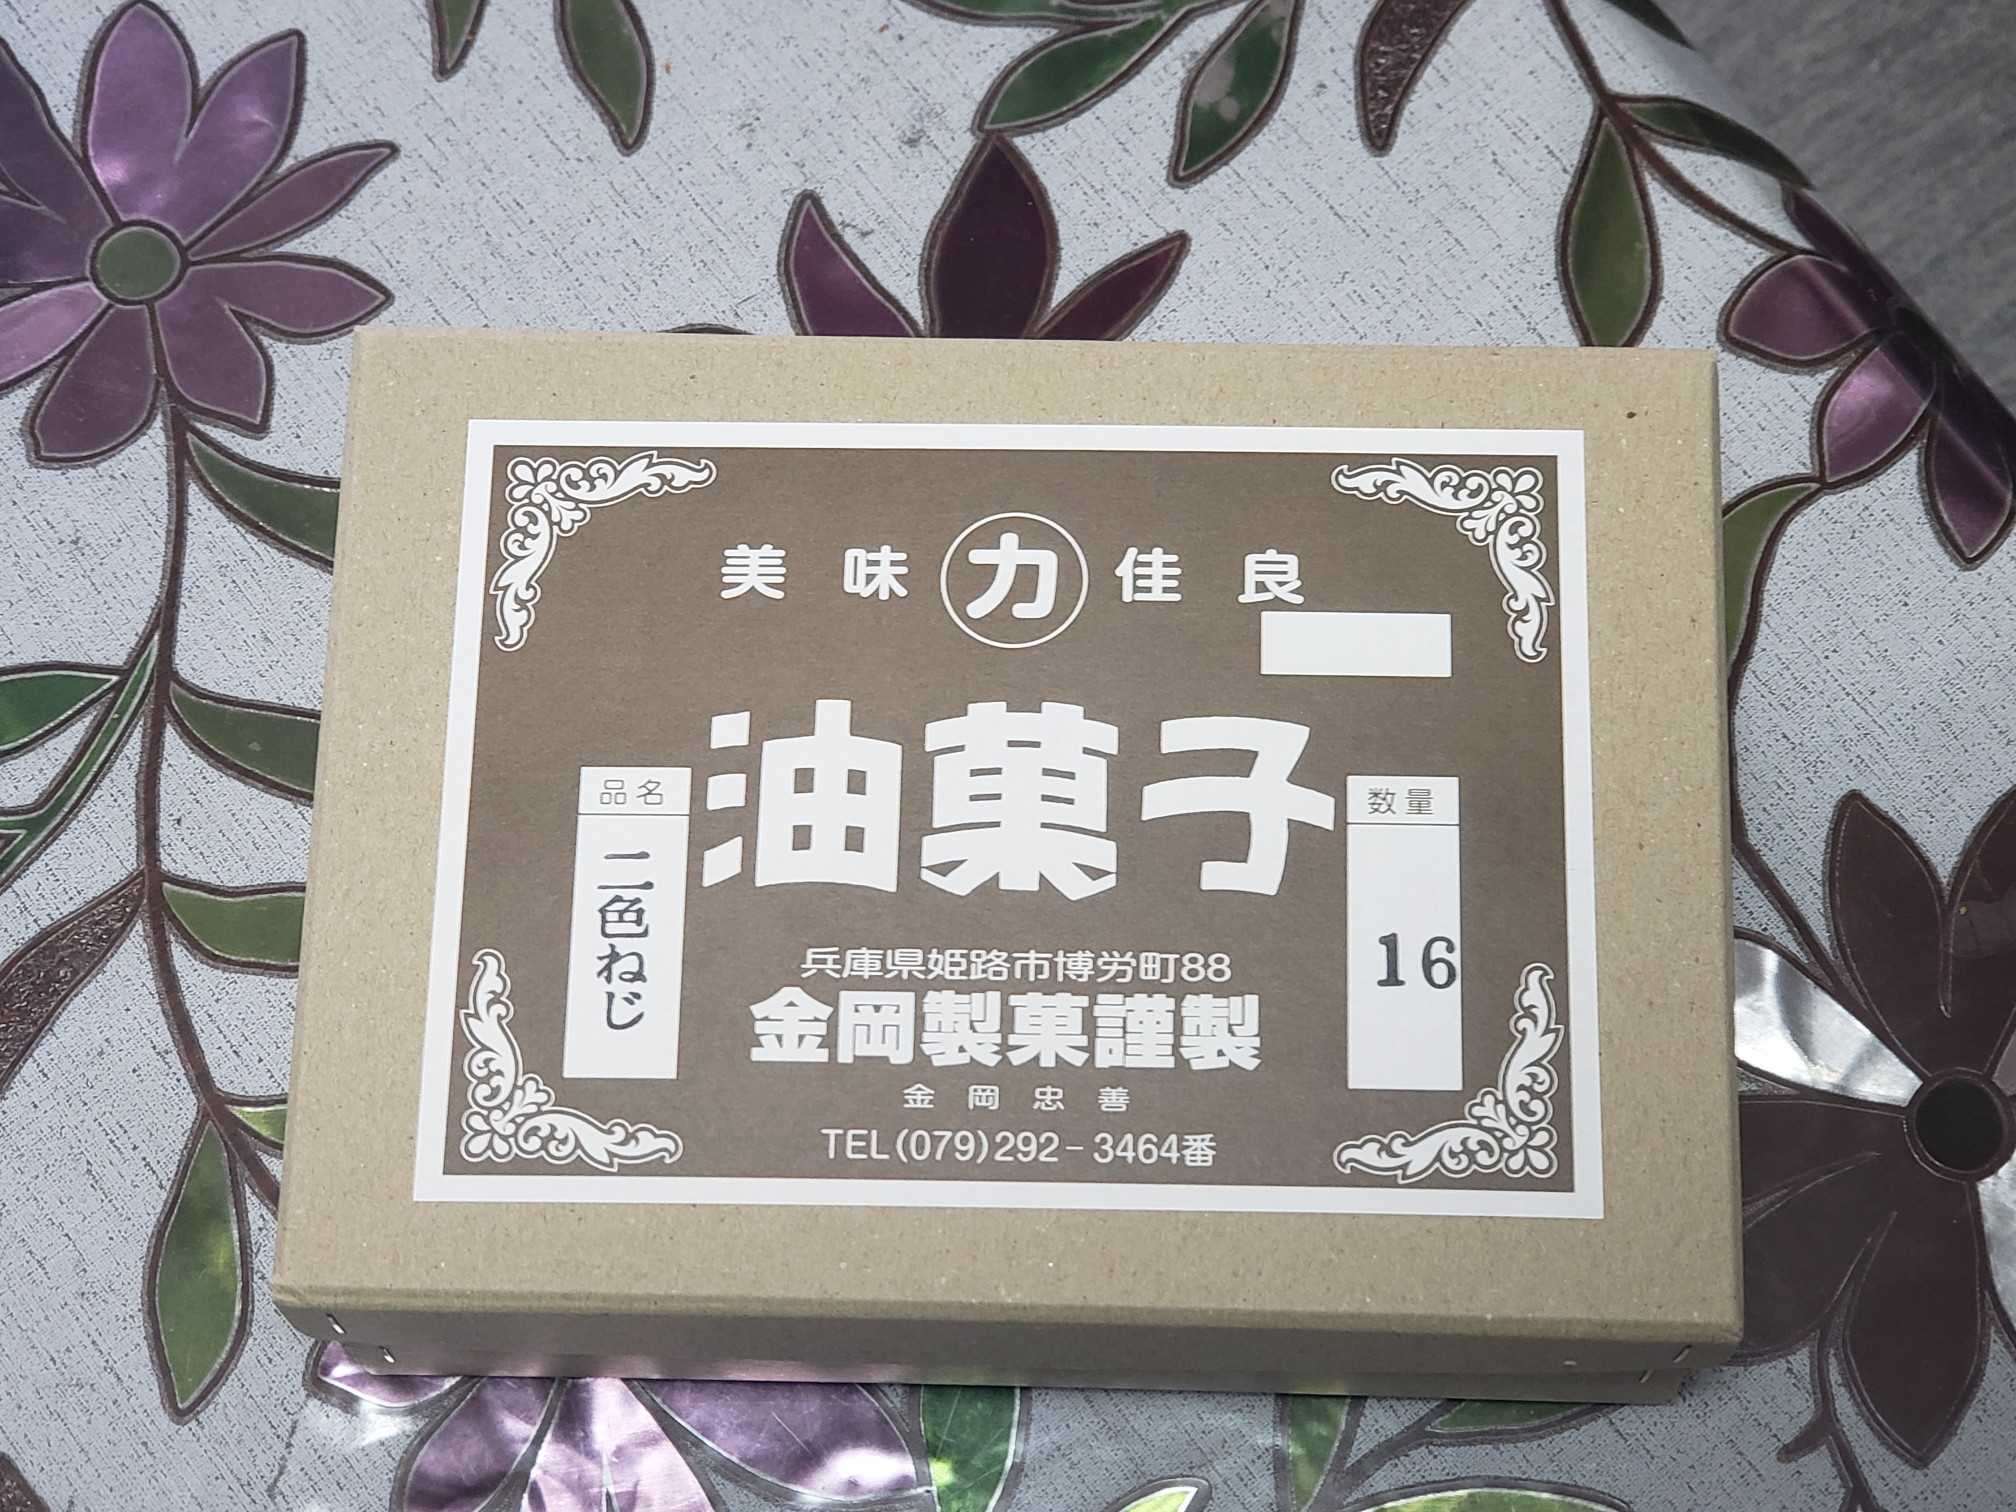 美味 カ 佳良
油菓子
品名
二色ねじ
数量
16
兵庫県姫路市博労町88
金岡製菓謹製
金岡忠善
TEL(079)292-3464番